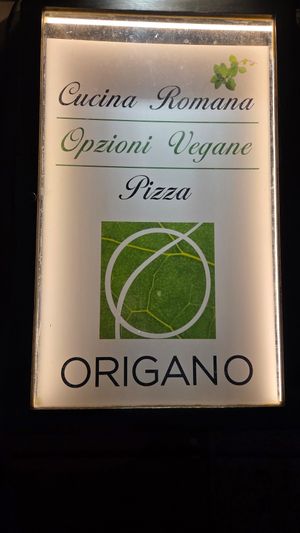 Cucina Romana
Opzioni Vegane
Pizza
ORIGANO